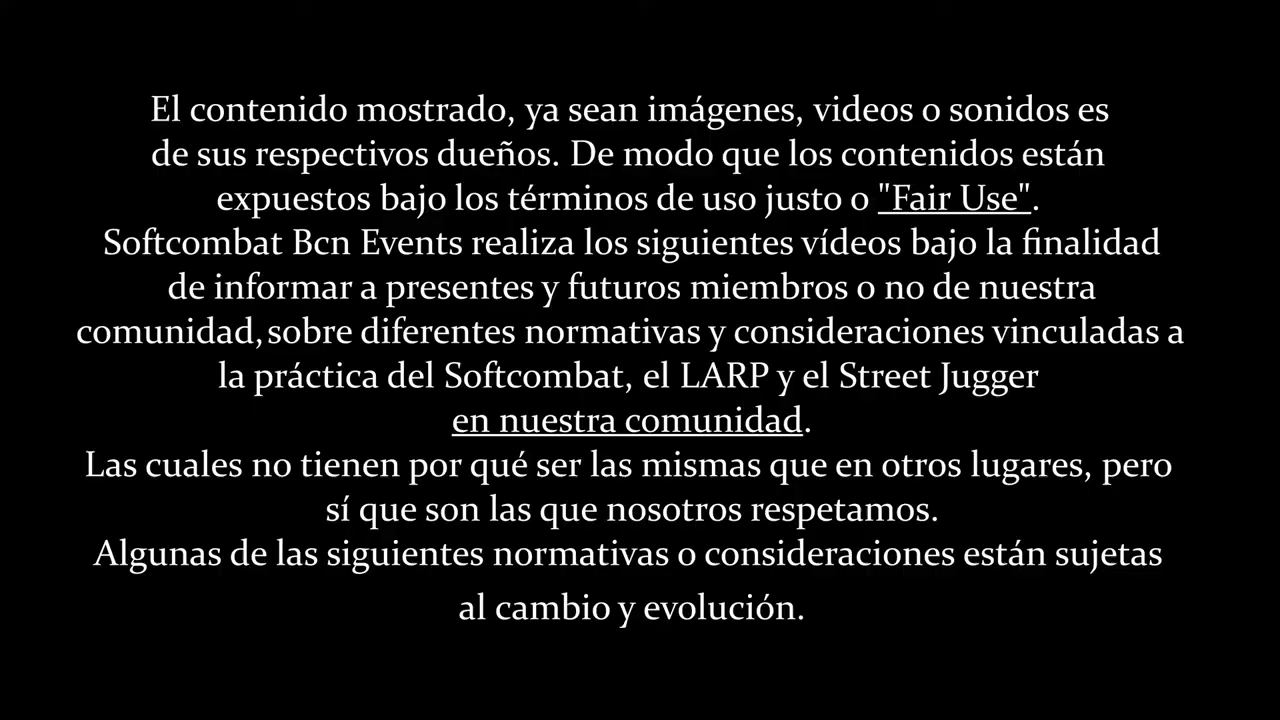 El contenido mostrado, ya sean imágenes, videos o sonidos es
de sus respectivos dueños. De modo que los contenidos están
expuestos bajo los términos de uso justo o "Fair Use".
Softcombat Bcn Events realiza los siguientes vídeos bajo la finalidad
de informar a presentes y futuros miembros o no de nuestra
comunidad, sobre diferentes normativas y consideraciones vinculadas a
la práctica del Softcombat, el LARP y el Street Jugger
en nuestra comunidad.
Las cuales no tienen por qué ser las mismas que en otros lugares, pero
sí que son las que nosotros respetamos.
Algunas de las siguientes normativas o consideraciones están sujetas
al cambio y evolución.